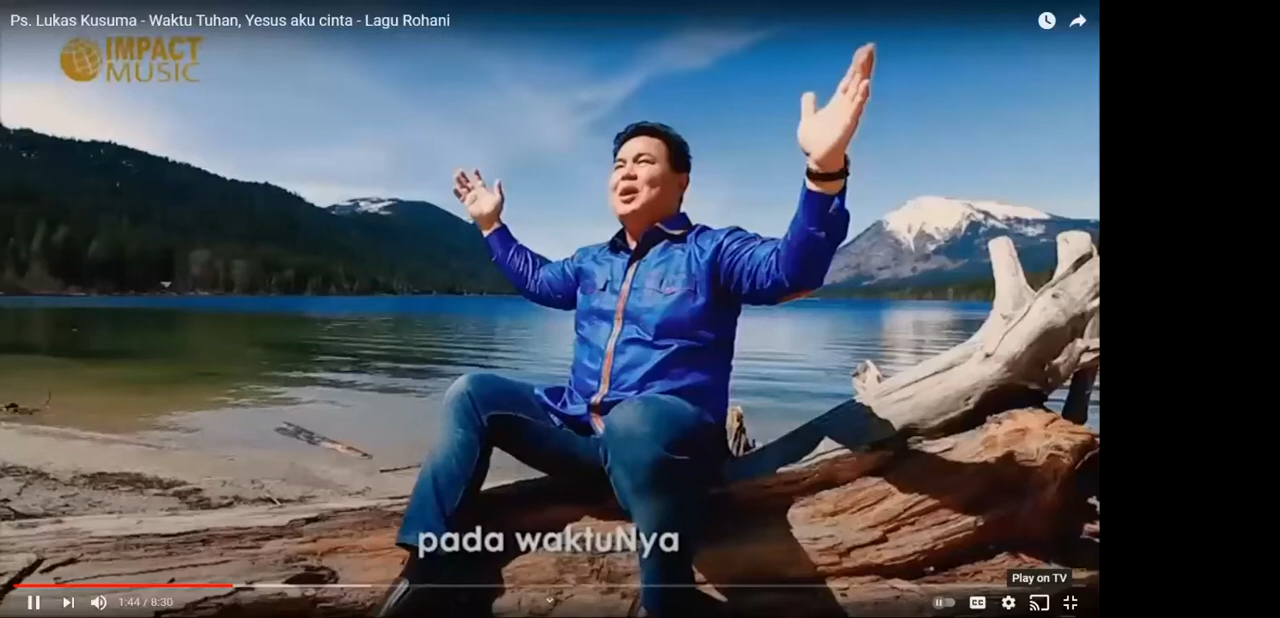 Ps. Lukas Kusuma - Waktu Tuhan, Yesus aku cinta - Lagu Rohani
IMPACT
MUSIC
pada waktuNya
Play on TV
1:44 / 8:30
CC